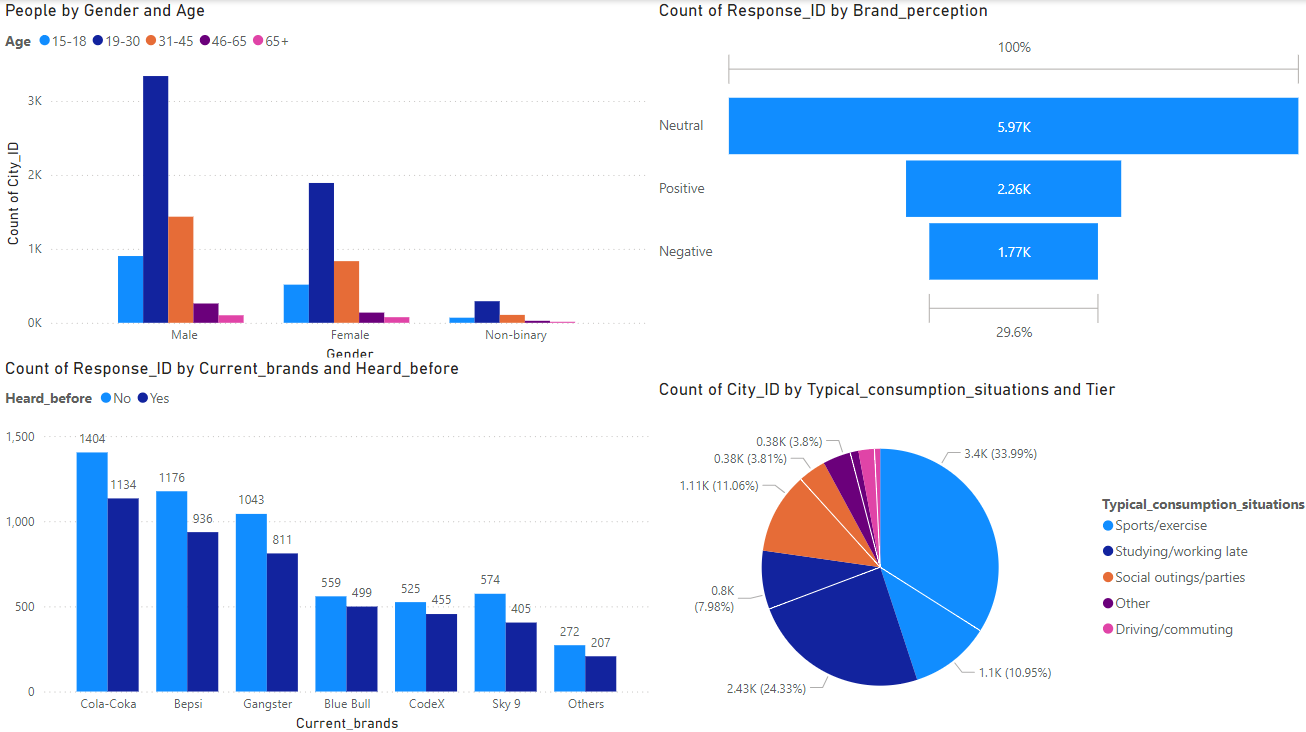 People by Gender and Age
Age 15-18 19-30 31-45 46-65 65+
Count of City_ID
3K
2K
1K
0K
Male Female Non-binary
Gender
Count of Response_ID by Brand_perception
100%
Neutral 5.97K
Positive 2.26K
Negative 1.77K
29.6%
Count of Response_ID by Current_brands and Heard_before
Heard_before No Yes
1,500
1,000
500
0
1404 1134
1176 936
1043 811
559 499
525 455
574 405
272 207
Cola-Coka Bepsi Gangster Blue Bull CodeX Sky 9 Others
Current_brands
Count of City_ID by Typical_consumption_situations and Tier
0.38K (3.8%)
0.38K (3.81%)
1.11K (11.06%)
0.8K
(7.98%)
2.43K (24.33%)
3.4K (33.99%)
1.1K (10.95%)
Typical_consumption_situations
Sports/exercise
Studying/working late
Social outings/parties
Other
Driving/commuting